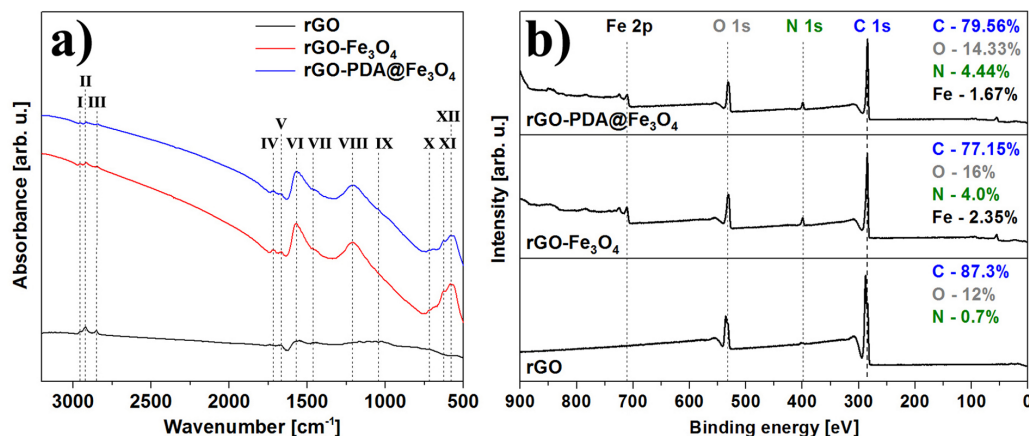 a)
rGO
rGO-Fe₃O₄
rGO-PDA@Fe₃O₄
II
I III
V
IV VI VII VIII IX
XII
X XI
Absorbance [arb. u.]
3000 2500 2000 1500 1000 500
Wavenumber [cm⁻¹]
b)
Fe 2p O 1s N 1s C 1s
C - 79.56%
O - 14.33%
N - 4.44%
Fe - 1.67%
rGO-PDA@Fe₃O₄
C - 77.15%
O - 16%
N - 4.0%
Fe - 2.35%
rGO-Fe₃O₄
C - 87.3%
O - 12%
N - 0.7%
rGO
Intensity [arb. u.]
900 800 700 600 500 400 300 200 100 0
Binding energy [eV]